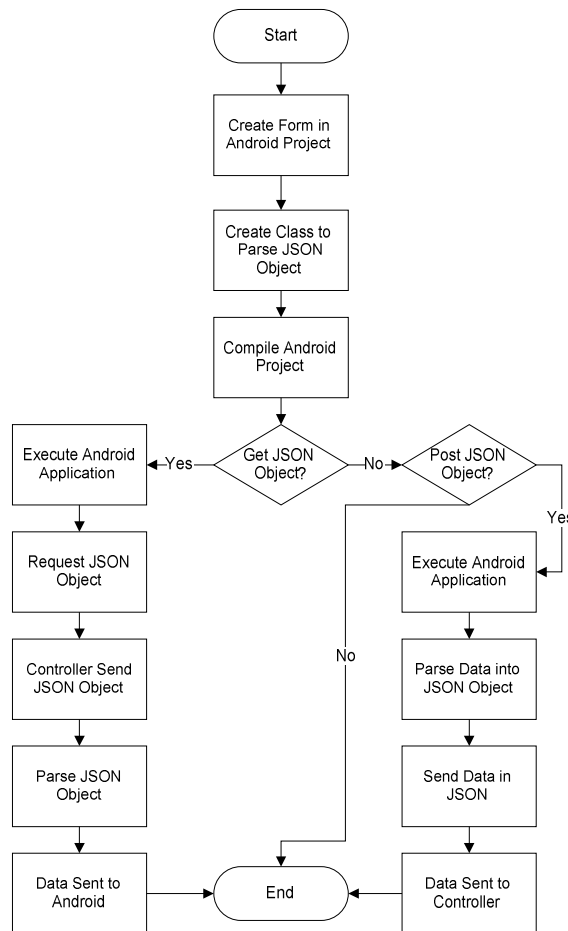 Start
Create Form in
Android Project
Create Class to
Parse JSON
Object
Compile Android
Project
Get JSON
Object?
Yes
No
Post JSON
Object?
Yes
No
Execute Android
Application
Request JSON
Object
Controller Send
JSON Object
Parse JSON
Object
Data Sent to
Android
Execute Android
Application
Parse Data into
JSON Object
Send Data in
JSON
Data Sent to
Controller
End